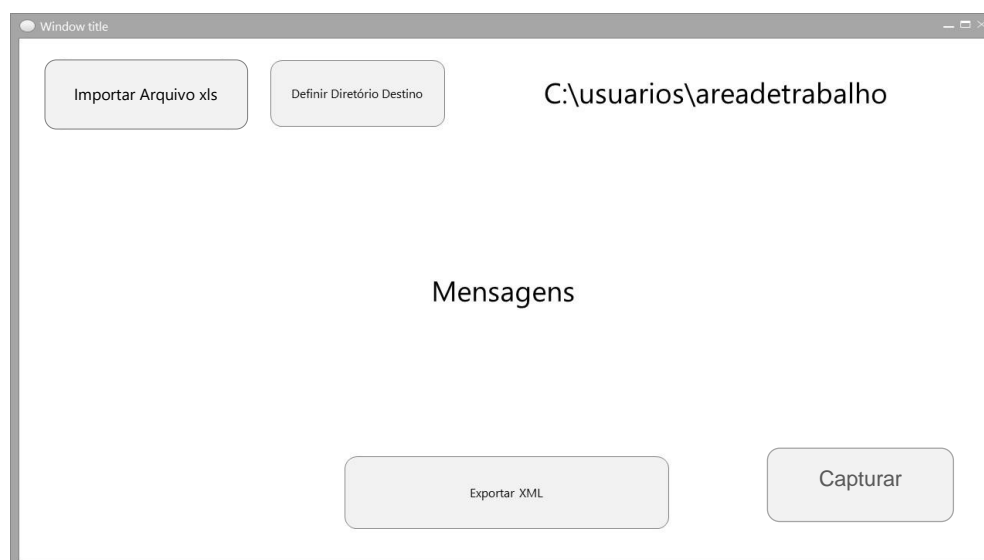 Window title
Importar Arquivo xls
Definir Diretório Destino
C:\usuarios\areadetrabalho
Mensagens
Exportar XML
Capturar